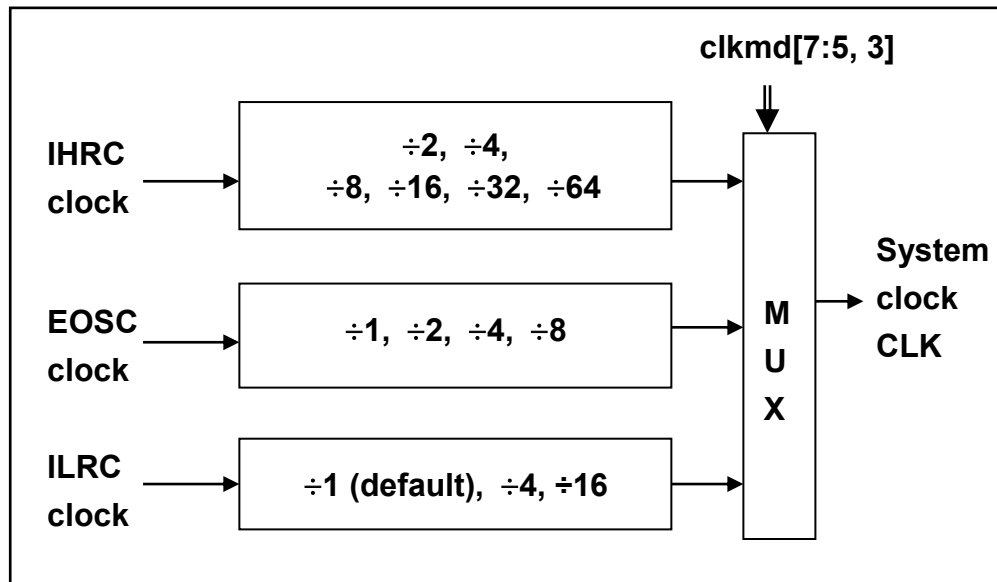 clkmd[7:5, 3]
IHRC
clock
÷2, ÷4,
÷8, ÷16, ÷32, ÷64
EOSC
clock
÷1, ÷2, ÷4, ÷8
ILRC
clock
÷1 (default), ÷4, ÷16
M
U
X
System
clock
CLK